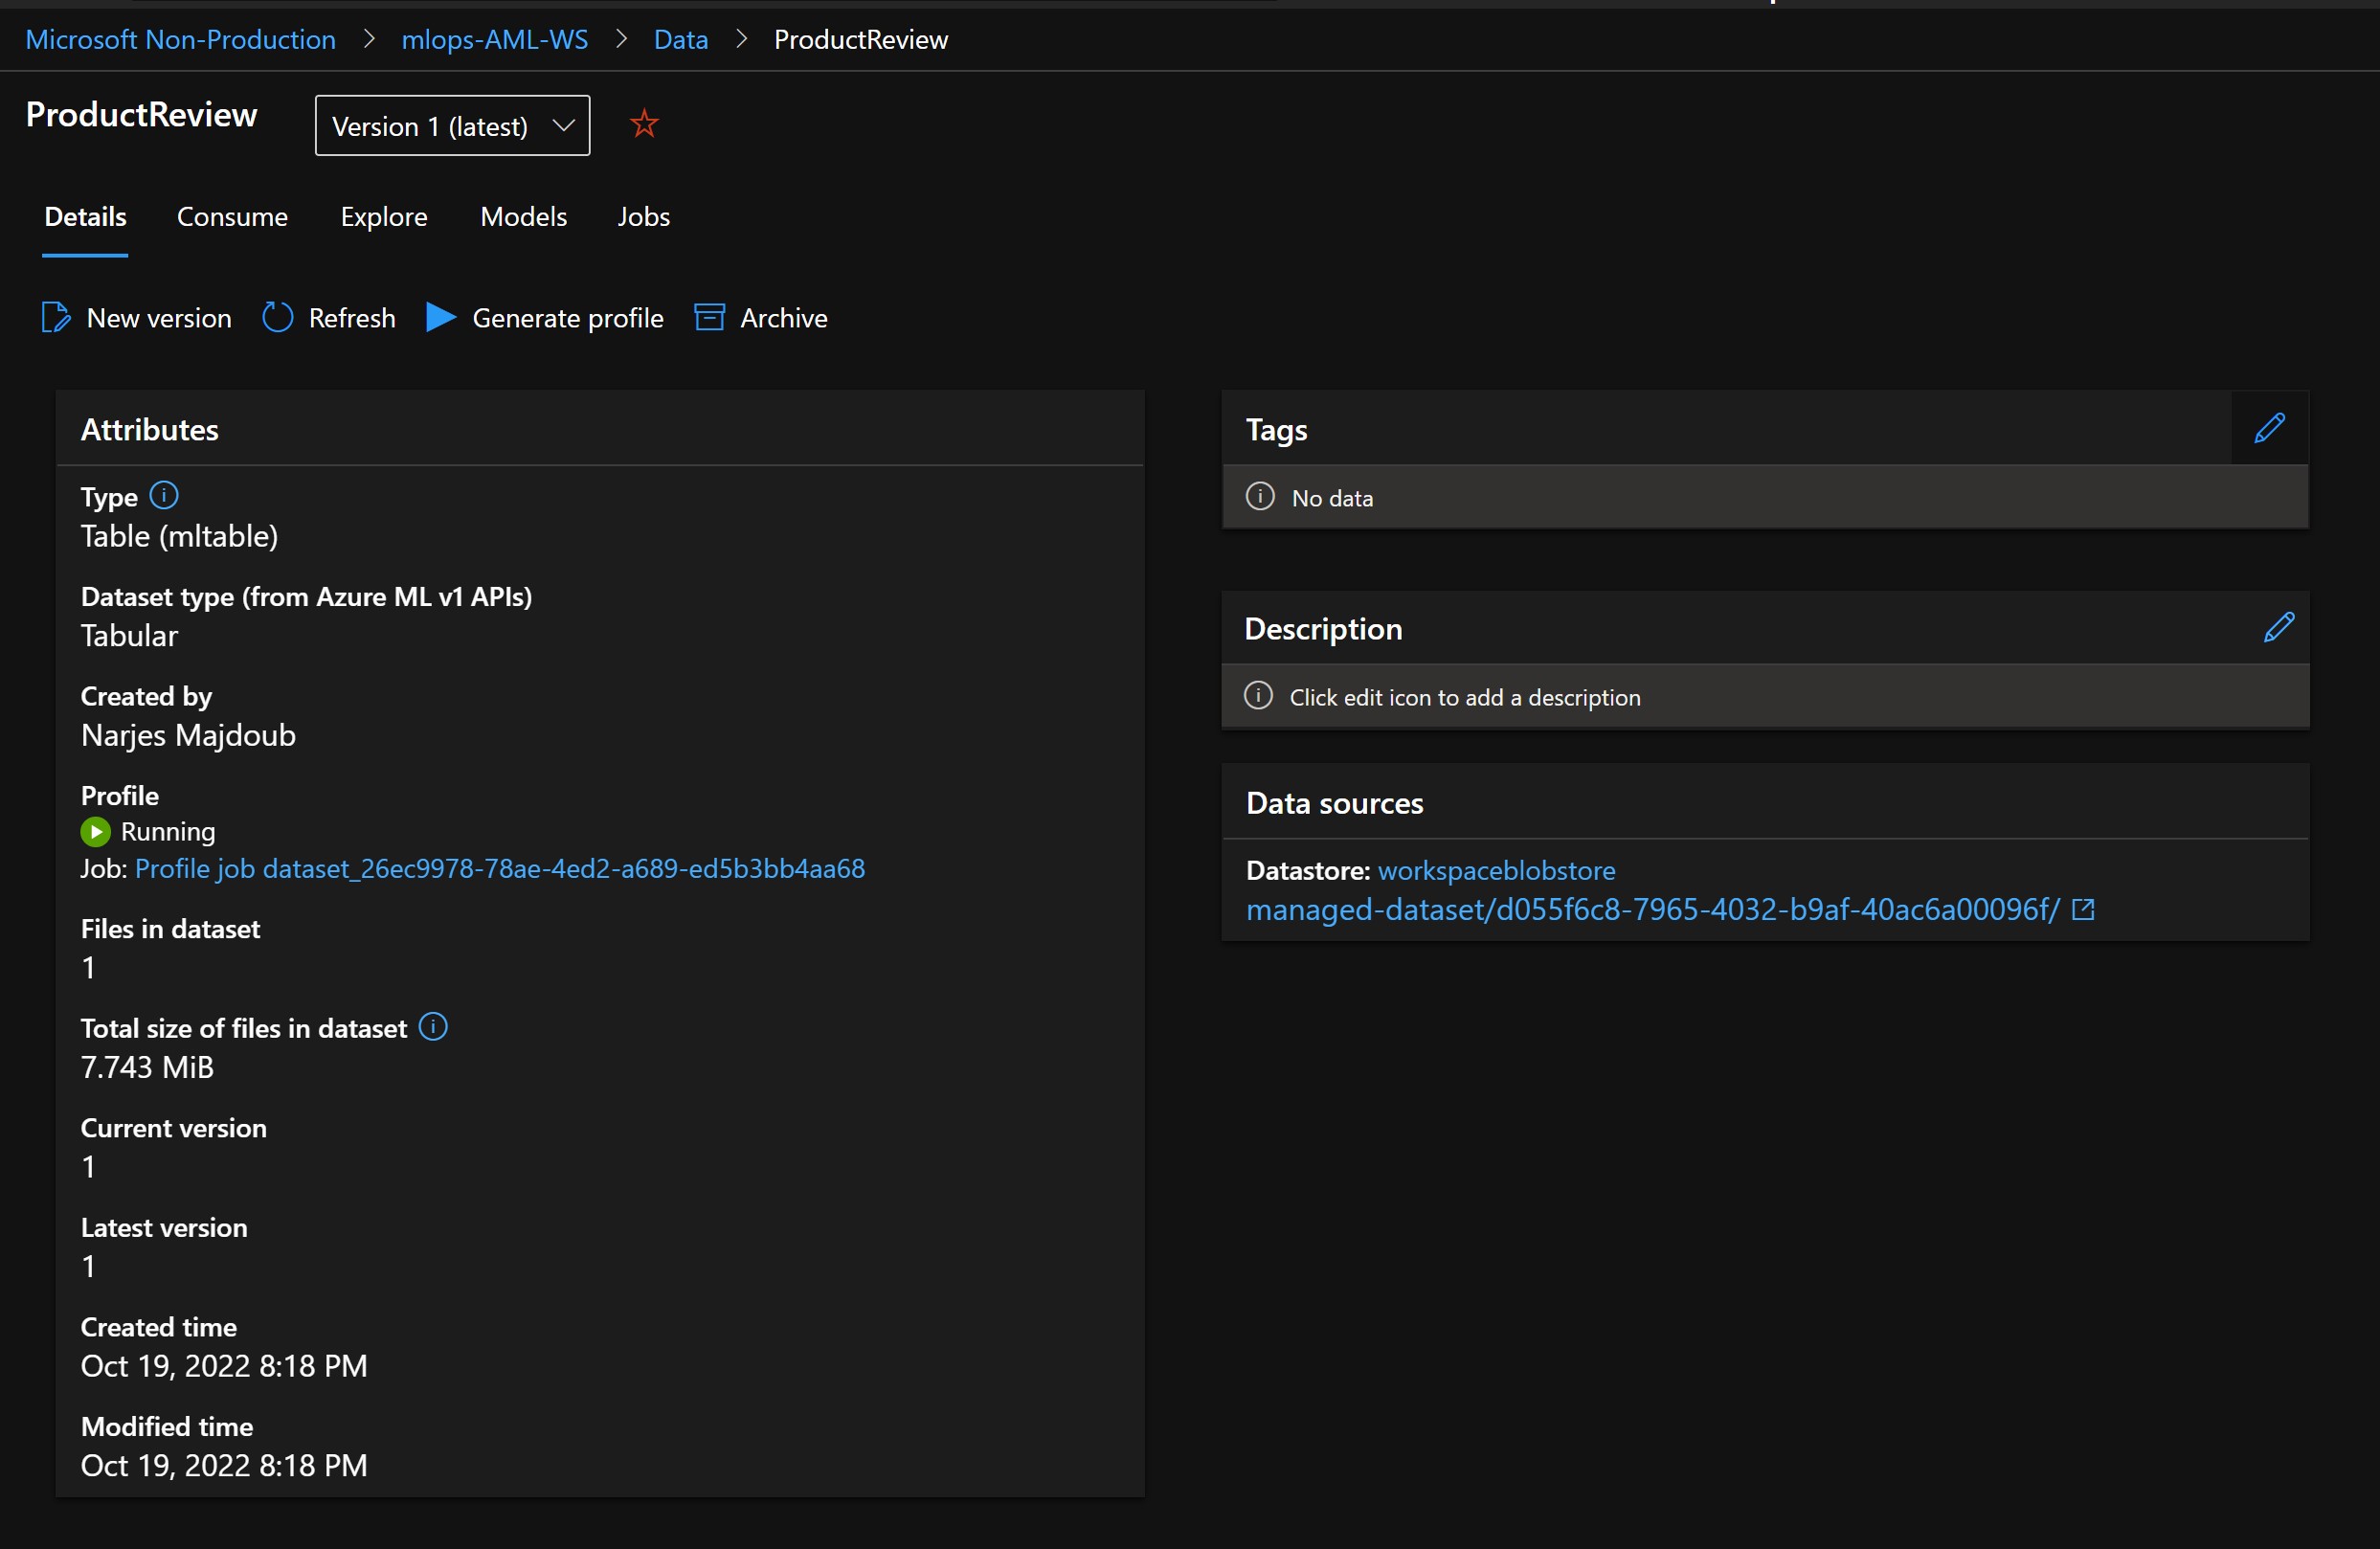 Microsoft Non-Production > mlops-AML-WS > Data > ProductReview
ProductReview
Version 1 (latest)
Details Consume Explore Models Jobs
New version Refresh Generate profile Archive
Attributes
Type
Table (mltable)
Dataset type (from Azure ML v1 APIs)
Tabular
Created by
Narjes Majdoub
Profile
Running
Job: Profile job dataset_26ec9978-78ae-4ed2-a689-ed5b3bb4aa68
Files in dataset
1
Total size of files in dataset
7.743 MiB
Current version
1
Latest version
1
Created time
Oct 19, 2022 8:18 PM
Modified time
Oct 19, 2022 8:18 PM
Tags
No data
Description
Click edit icon to add a description
Data sources
Datastore: workspaceblobstore
managed-dataset/d055f6c8-7965-4032-b9af-40ac6a00096f/